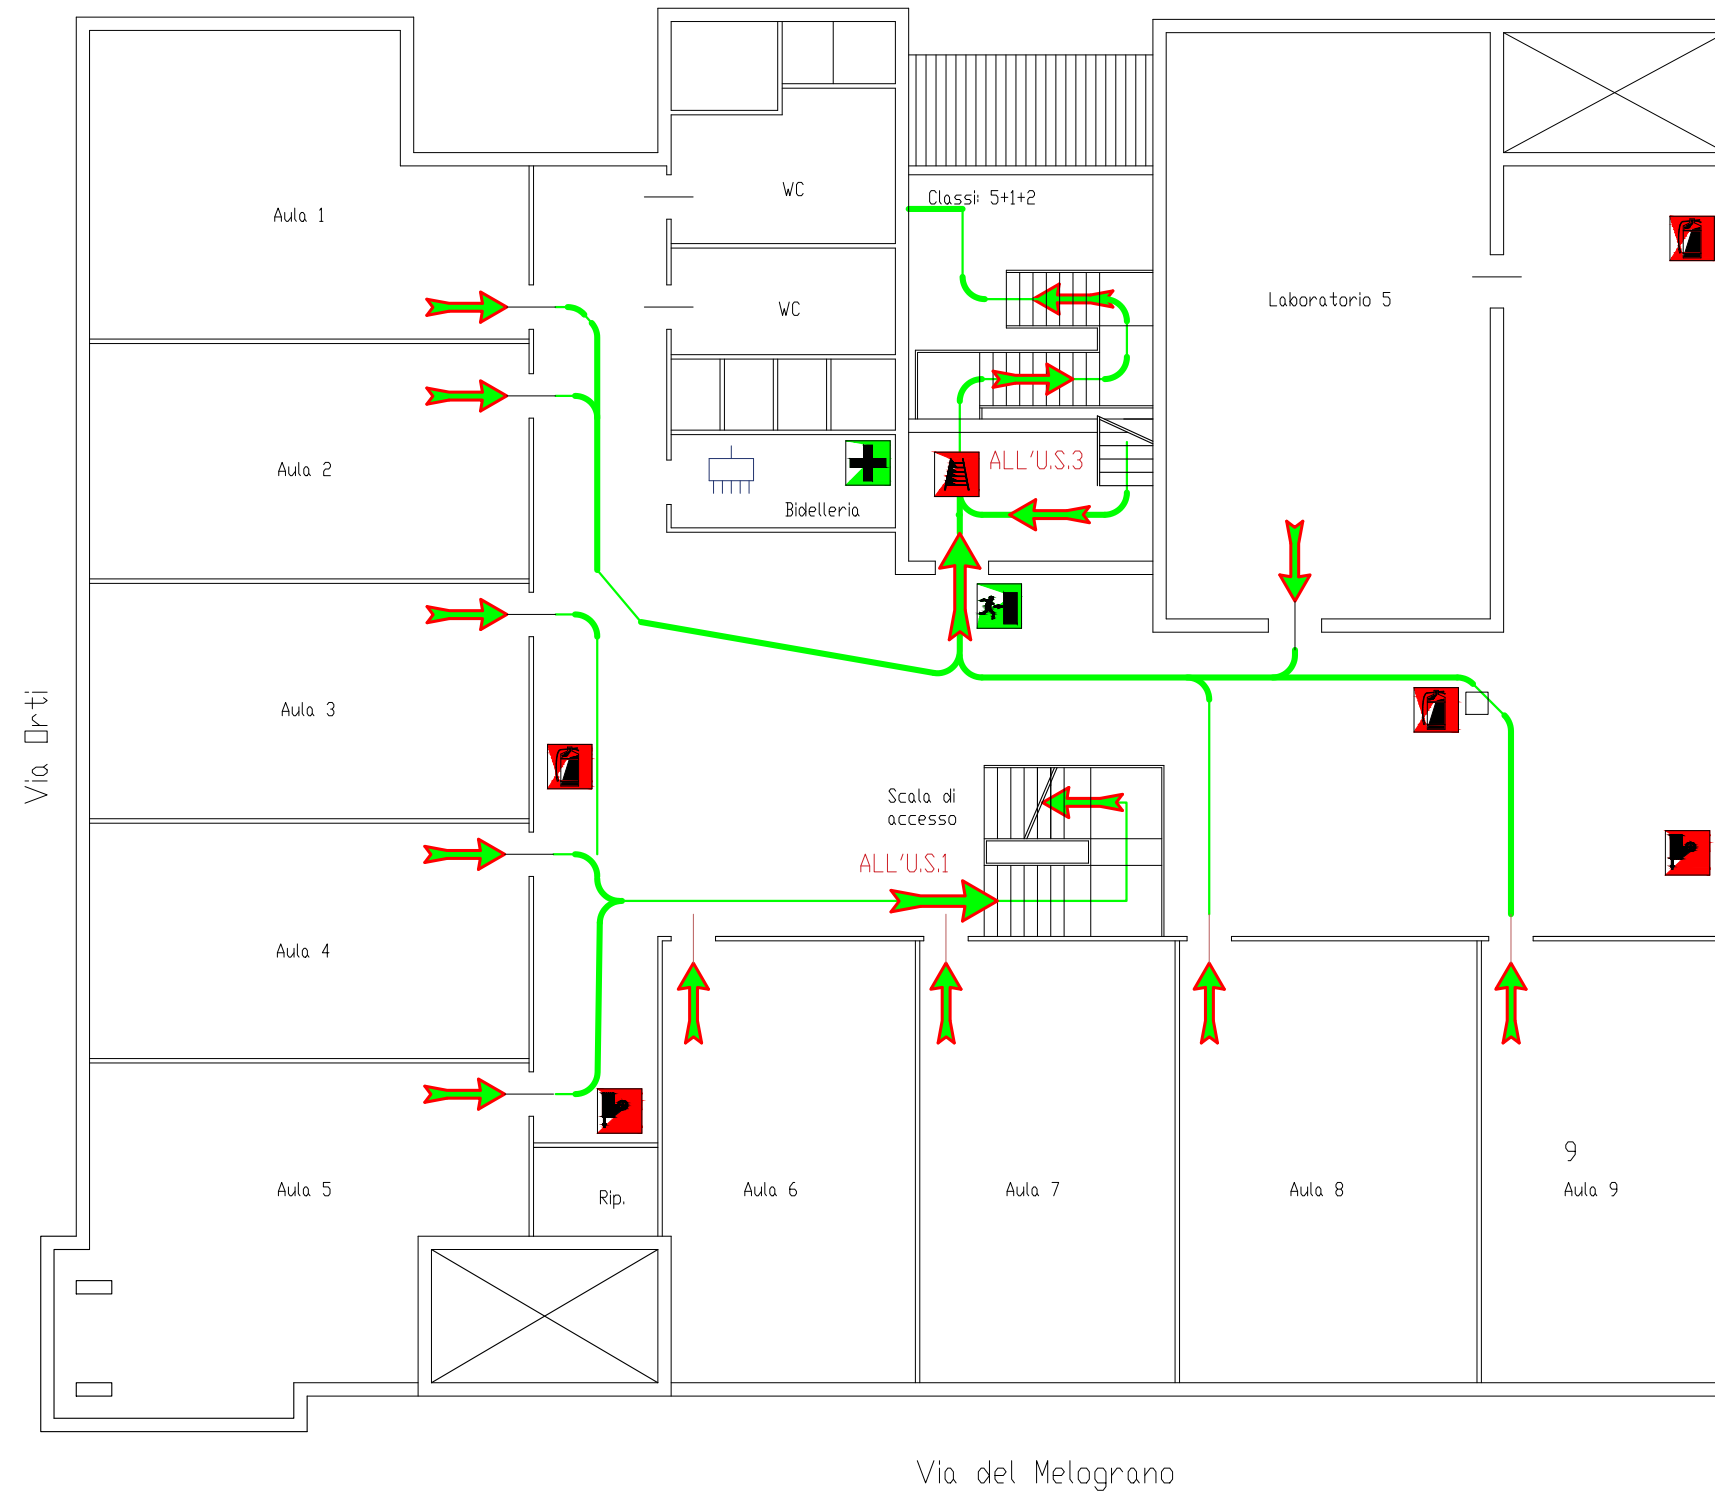 Classi: 5+1+2
WC
Aula 1
Laboratorio 5
WC
ALL'U.S.3
Aula 2
Bidelleria
Aula 3
Via Orti
Scala di
accesso
ALL'U.S.1
Aula 4
9
Aula 5
Rip.
Aula 6
Aula 7
Aula 8
Aula 9
Via del Melograno